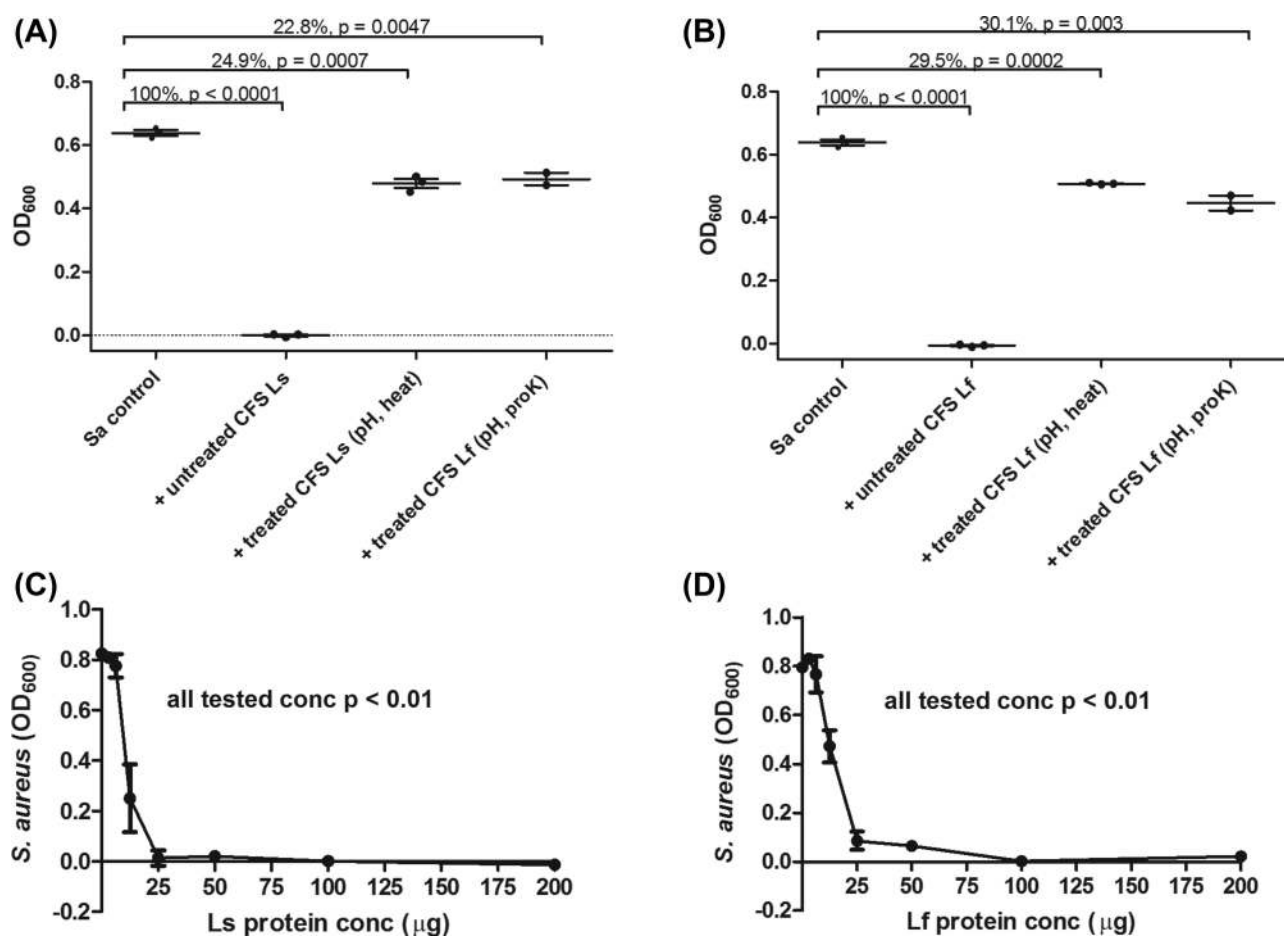 (A)
22.8%, p = 0.0047
24.9%, p = 0.0007
100%, p < 0.0001
0.8
0.6
0.4
0.2
0.0
OD600
Sa control
+ untreated CFS Ls
+ treated CFS Ls (pH, heat)
+ treated CFS Lf (pH, proK)
(B)
30.1%, p = 0.003
29.5%, p = 0.0002
100%, p < 0.0001
0.8
0.6
0.4
0.2
0.0
OD600
Sa control
+ untreated CFS Lf
+ treated CFS Lf (pH, heat)
+ treated CFS Lf (pH, proK)
(C)
1.0
0.8
0.6
0.4
0.2
0.0
-0.2
S. aureus (OD600)
all tested conc p < 0.01
25 50 75 100 125 150 175 200
Ls protein conc (μg)
(D)
1.0
0.8
0.6
0.4
0.2
0.0
-0.2
S. aureus (OD600)
all tested conc p < 0.01
25 50 75 100 125 150 175 200
Lf protein conc (μg)